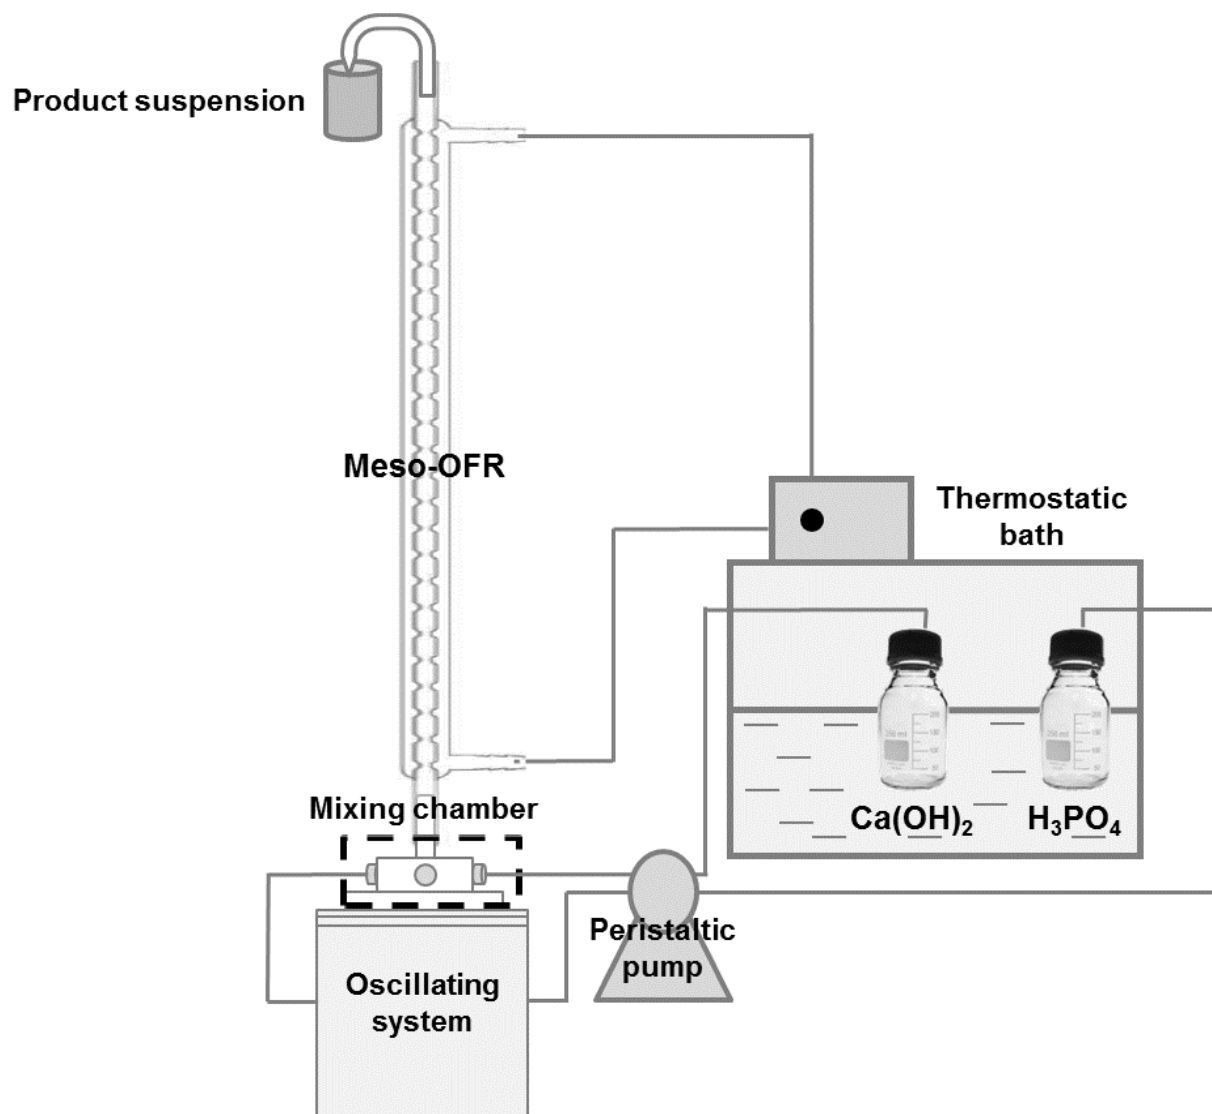 Product suspension
Meso-OFR
Thermostatic
bath
Ca(OH)₂
H₃PO₄
Mixing chamber
Peristaltic
pump
Oscillating
system